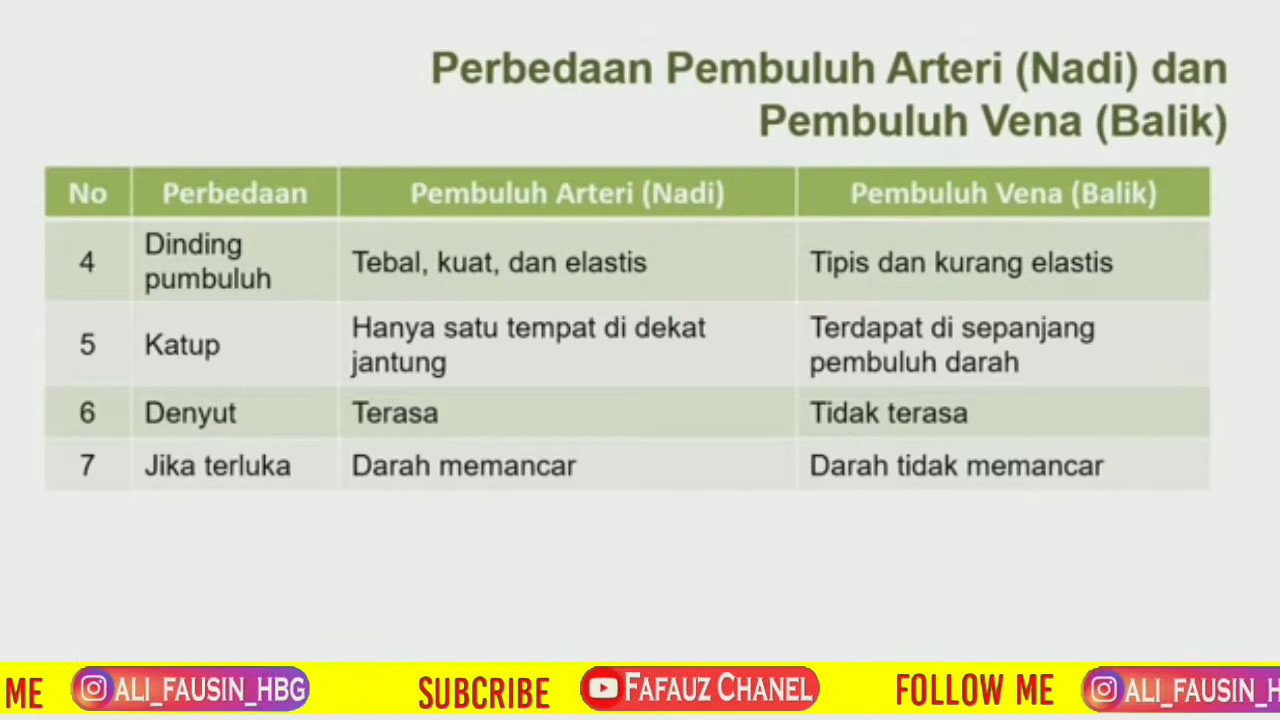 Perbedaan Pembuluh Arteri (Nadi) dan
Pembuluh Vena (Balik)
No Perbedaan Pembuluh Arteri (Nadi) Pembuluh Vena (Balik)
4 Dinding pumbuluh Tebal, kuat, dan elastis Tipis dan kurang elastis
5 Katup Hanya satu tempat di dekat jantung Terdapat di sepanjang pembuluh darah
6 Denyut Terasa Tidak terasa
7 Jika terluka Darah memancar Darah tidak memancar
ME ALI_FAUSIN_HBG SUBCRIBE FAFAUZ CHANEL FOLLOW ME ALI_FAUSIN_H